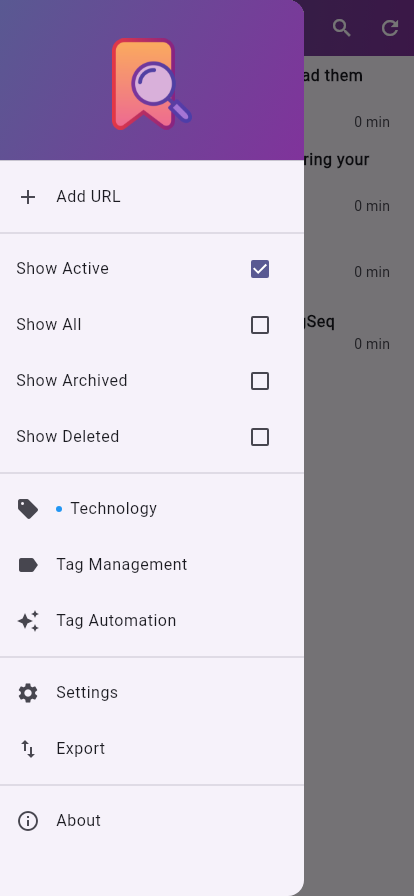 ad them
0 min
ring your
0 min
0 min
gSeq
0 min
Add URL
Show Active
Show All
Show Archived
Show Deleted
Technology
Tag Management
Tag Automation
Settings
Export
About